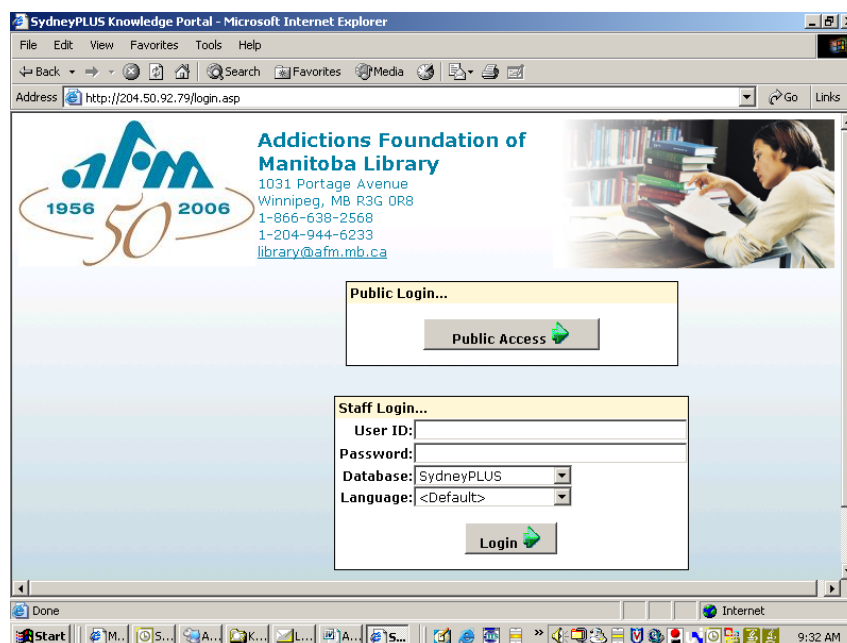 SydneyPLUS Knowledge Portal - Microsoft Internet Explorer
File Edit View Favorites Tools Help
Back Search Favorites Media
Address http://204.50.92.79/login.asp Go Links
afm
1956 50 2006
Addictions Foundation of
Manitoba Library
1031 Portage Avenue
Winnipeg, MB R3G 0R8
1-866-638-2568
1-204-944-6233
library@afm.mb.ca
Public Login...
Public Access
Staff Login...
User ID:
Password:
Database: SydneyPLUS
Language: <Default>
Login
Done Internet
Start M... S... A... K... L... A... S... » 9:32 AM